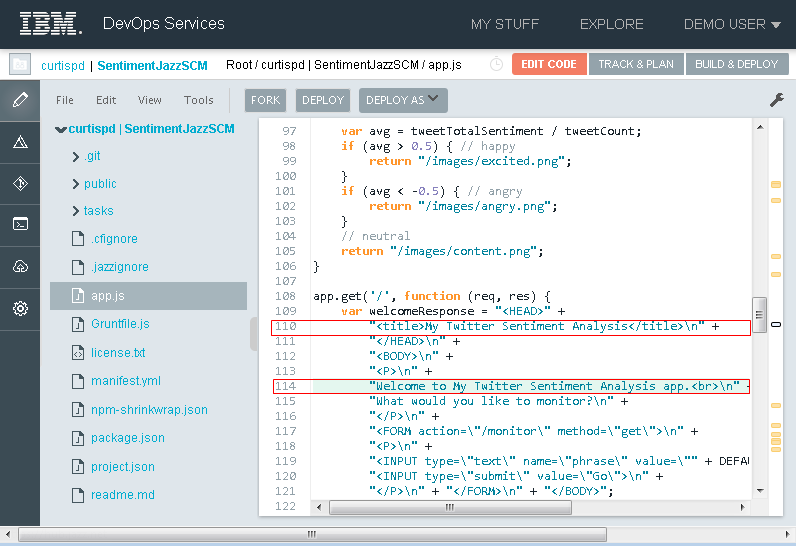 IBM. DevOps Services MY STUFF EXPLORE DEMO USER
curtispd | SentimentJazzSCM Root / curtispd | SentimentJazzSCM / app.js EDIT CODE TRACK & PLAN BUILD & DEPLOY
File Edit View Tools FORK DEPLOY DEPLOY AS
curtispd | SentimentJazzSCM
.git
public
tasks
.cfignore
.jazzignore
app.js
Gruntfile.js
license.txt
manifest.yml
npm-shrinkwrap.json
package.json
project.json
readme.md
97 var avg = tweetTotalSentiment / tweetCount;
98 if (avg > 0.5) { // happy
99 return "/images/excited.png";
100 }
101 if (avg < -0.5) { // angry
102 return "/images/angry.png";
103 }
104 // neutral
105 return "/images/content.png";
106 }
107
108 app.get('/', function (req, res) {
109 var welcomeResponse = "<HEAD>" +
110 "<title>My Twitter Sentiment Analysis</title>\n" +
111 "</HEAD>\n" +
112 "<BODY>\n" +
113 "<P>\n" +
114 "Welcome to My Twitter Sentiment Analysis app.<br>\n" +
115 "What would you like to monitor?\n" +
116 "</P>\n" +
117 "<FORM action=\"/monitor\" method=\"get\">\n" +
118 "<P>\n" +
119 "<INPUT type=\"text\" name=\"phrase\" value=\"" + DEFAU
120 "<INPUT type=\"submit\" value=\"Go\">\n" +
121 "</P>\n" + "</FORM>\n" + "</BODY>";
122